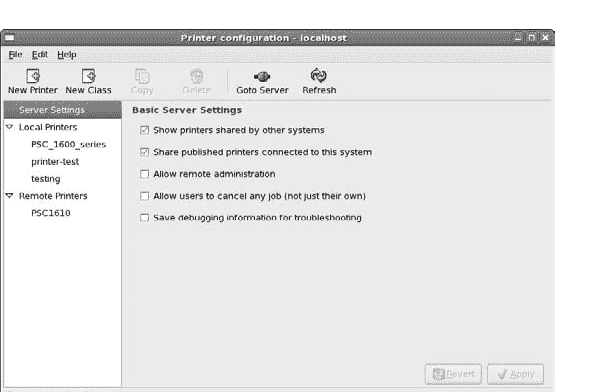 Printer configuration - localhost
File Edit Help
New Printer New Class Copy Delete Goto Server Refresh
Server Settings
Local Printers
PSC_1600_series
printer-test
testing
Remote Printers
PSC1610
Basic Server Settings
Show printers shared by other systems
Share published printers connected to this system
Allow remote administration
Allow users to cancel any job (not just their own)
Save debugging information for troubleshooting
Revert Apply